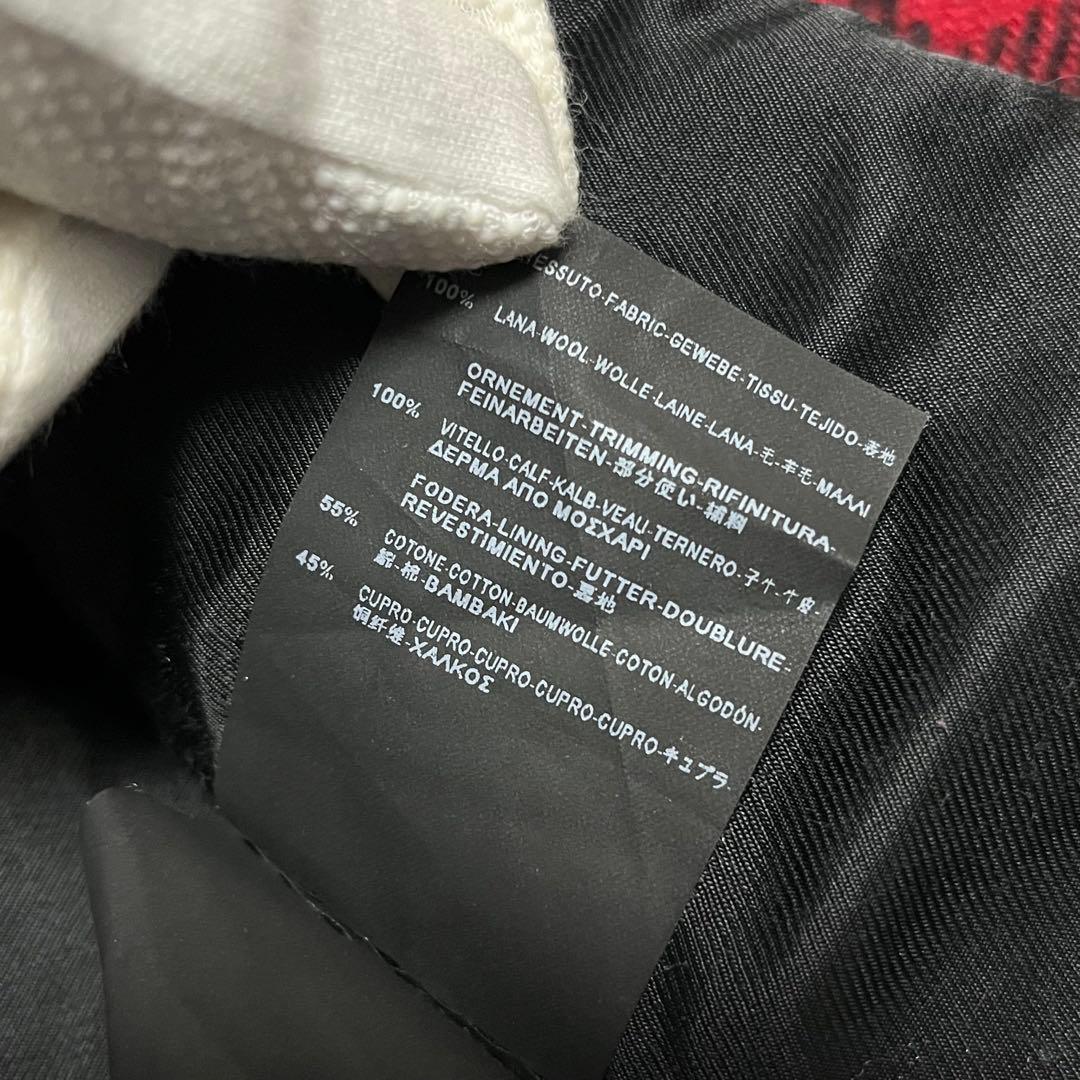 TESSUTO-FABRIC-GEWEBE-TISSU-TEJIDO-表地
100% LANA-WOOL-WOLLE-LAINE-LANA-毛-羊毛-ΜΑΛΛΙ
ORNEMENT-TRIMMING-RIFINITURA-
FEINARBEITEN-部分使い-辅料
100% VITELLO-CALF-KALB-VEAU-TERNERO-子牛-牛皮-
ΔΕΡΜΑ ΑΠΟ ΜΟΣΧΑΡΙ
FODERA-LINING-FUTTER-DOUBLURE-
REVESTIMIENTO-裏地
55% COTONE-COTTON-BAUMWOLLE-COTON-ALGODÓN-
綿-棉-ΒΑΜΒΑΚΙ
45% CUPRO-CUPRO-CUPRO-CUPRO-CUPRO-キュプラ
铜纤维-ΧΑΛΚΟΣ